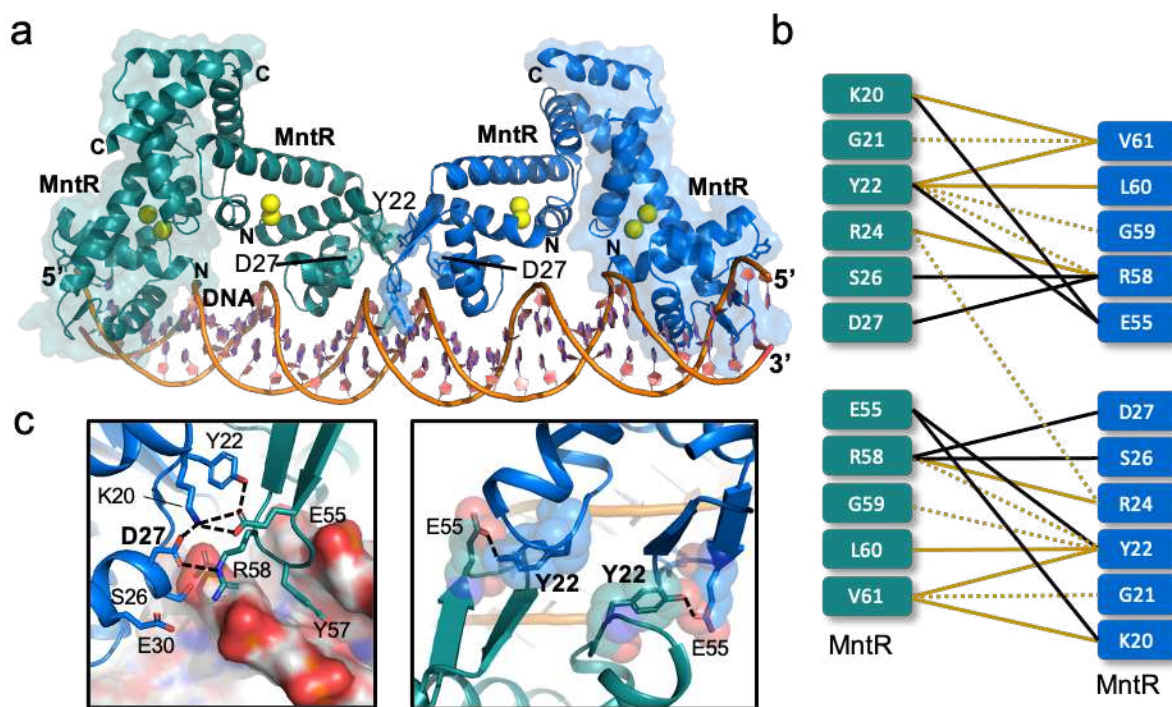 a
MntR
C
C
MntR
Y22
MntR
C
MntR
N
N
D27
D27
N
N
5’
DNA
5’
3’
b
K20
G21
Y22
R24
S26
D27
V61
L60
G59
R58
E55
E55
R58
G59
L60
V61
MntR
D27
S26
R24
Y22
G21
K20
MntR
c
Y22
K20
D27
E55
R58
S26
Y57
E30
E55
Y22
Y22
E55